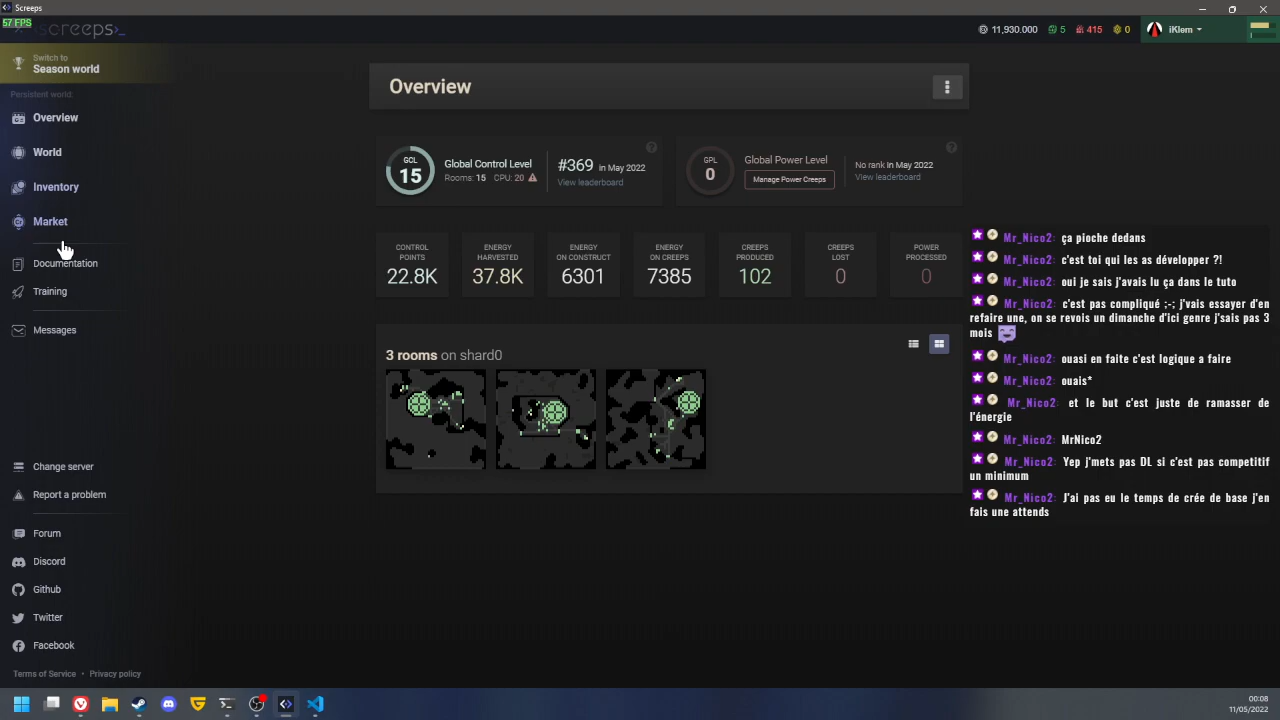 Screeps
57 FPS
screeps>_
11,930.000
5
415
0
iKlem
Switch to
Season world
Persistent world:
Overview
World
Inventory
Market
Documentation
Training
Messages
Change server
Report a problem
Forum
Discord
Github
Twitter
Facebook
Terms of Service • Privacy policy
Overview
GCL
15
Global Control Level
Rooms: 15 CPU: 20
#369 in May 2022
View leaderboard
?
GPL
0
Global Power Level
Manage Power Creeps
No rank in May 2022
View leaderboard
?
CONTROL
POINTS
22.8K
ENERGY
HARVESTED
37.8K
ENERGY
ON CONSTRUCT
6301
ENERGY
ON CREEPS
7385
CREEPS
PRODUCED
102
CREEPS
LOST
0
POWER
PROCESSED
0
3 rooms on shard0
Mr_Nico2: ça pioche dedans
Mr_Nico2: c'est toi qui les as développer ?!
Mr_Nico2: oui je sais j'avais lu ça dans le tuto
Mr_Nico2: c'est pas compliqué ;-; j'vais essayer d'en
refaire une, on se revois un dimanche d'ici genre j'sais pas 3
mois
Mr_Nico2: ouasi en faite c'est logique a faire
Mr_Nico2: ouais*
Mr_Nico2: et le but c'est juste de ramasser de
l'énergie
Mr_Nico2: MrNico2
Mr_Nico2: Yep j'mets pas DL si c'est pas competitif
un minimum
Mr_Nico2: J'ai pas eu le temps de crée de base j'en
fais une attends
00:08
11/05/2022